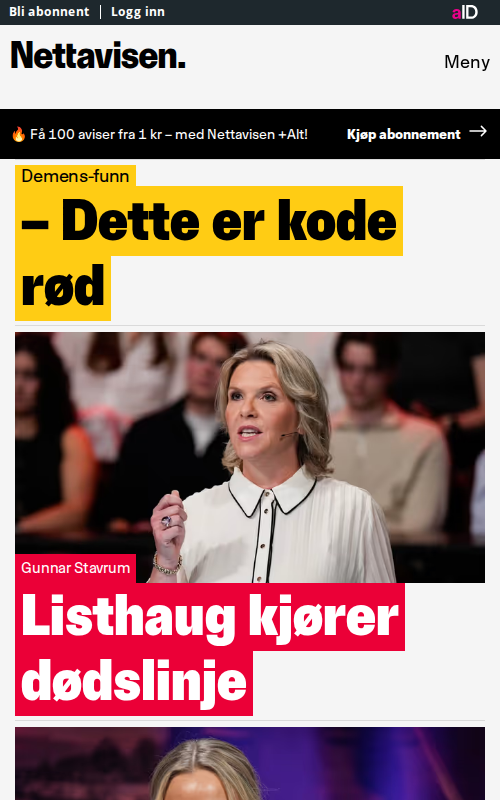 Bli abonnent | Logg inn
aID
Nettavisen.
Meny
🔥 Få 100 aviser fra 1 kr – med Nettavisen +Alt!
Kjøp abonnement →
Demens-funn
– Dette er kode
rød
Gunnar Stavrum
Listhaug kjører
dødslinje